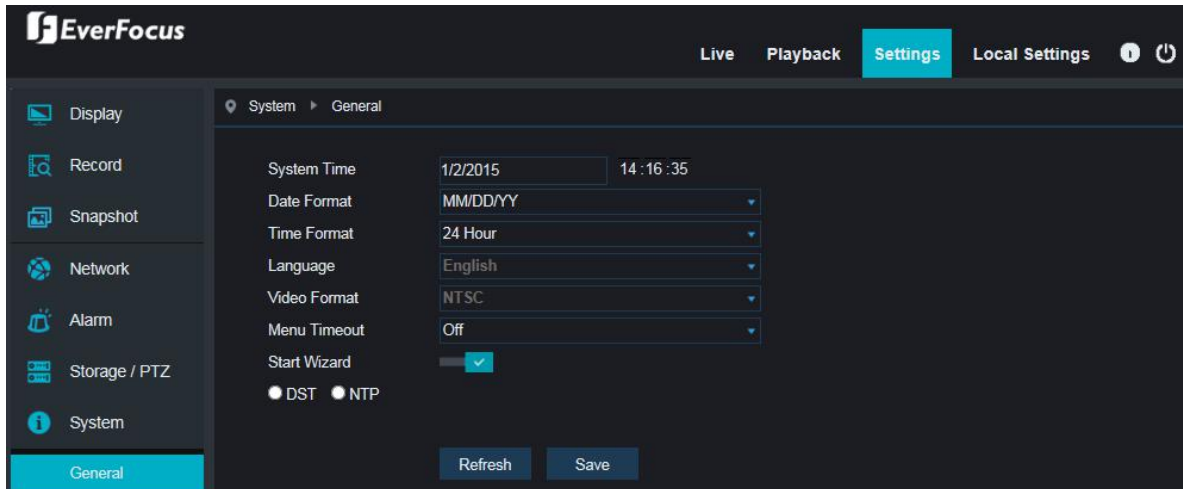 EverFocus
Live Playback Settings Local Settings
Display
Record
Snapshot
Network
Alarm
Storage / PTZ
System
General
System General
System Time 1/2/2015 14:16:35
Date Format MM/DD/YY
Time Format 24 Hour
Language English
Video Format NTSC
Menu Timeout Off
Start Wizard
DST NTP
Refresh Save